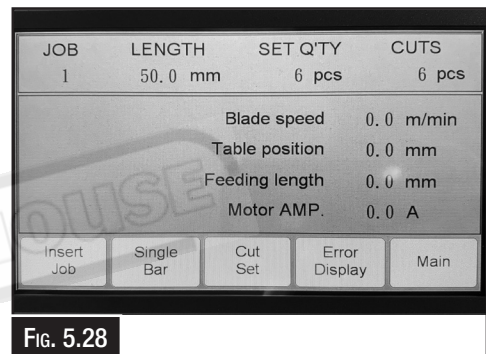 JOB LENGTH SET Q'TY CUTS
1 50.0 mm 6 pcs 6 pcs
Blade speed 0.0 m/min
Table position 0.0 mm
Feeding length 0.0 mm
Motor AMP. 0.0 A
Insert Job Single Bar Cut Set Error Display Main
FIG. 5.28